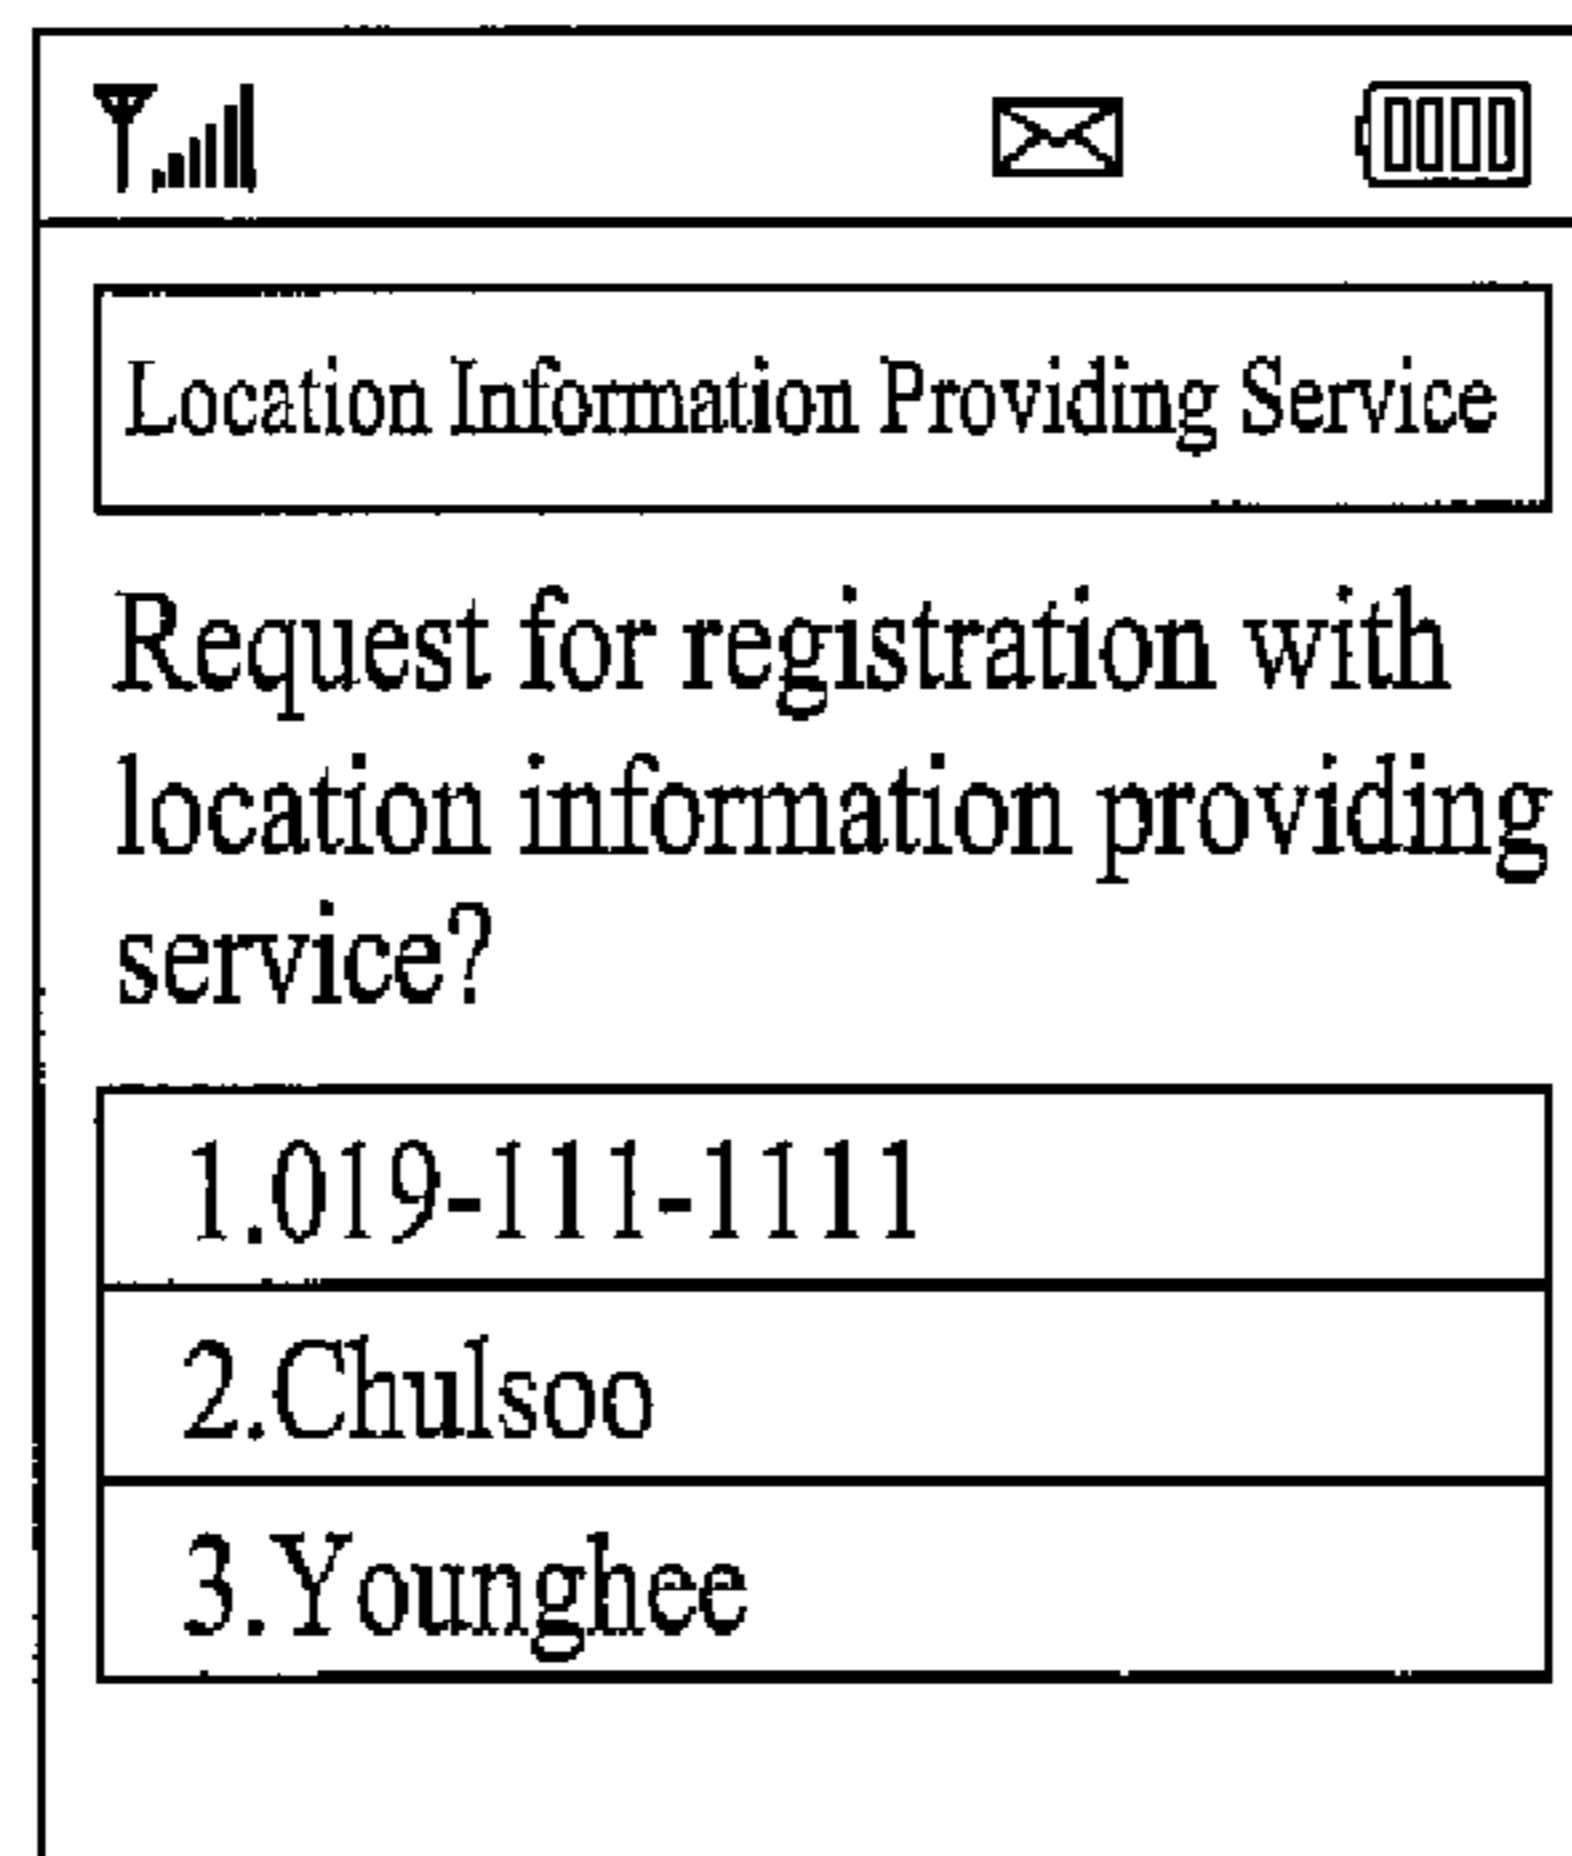 Location Information Providing Service
Request for registration with
location information providing
service?
1.019-111-1111
2.Chulsoo
3.Younghee